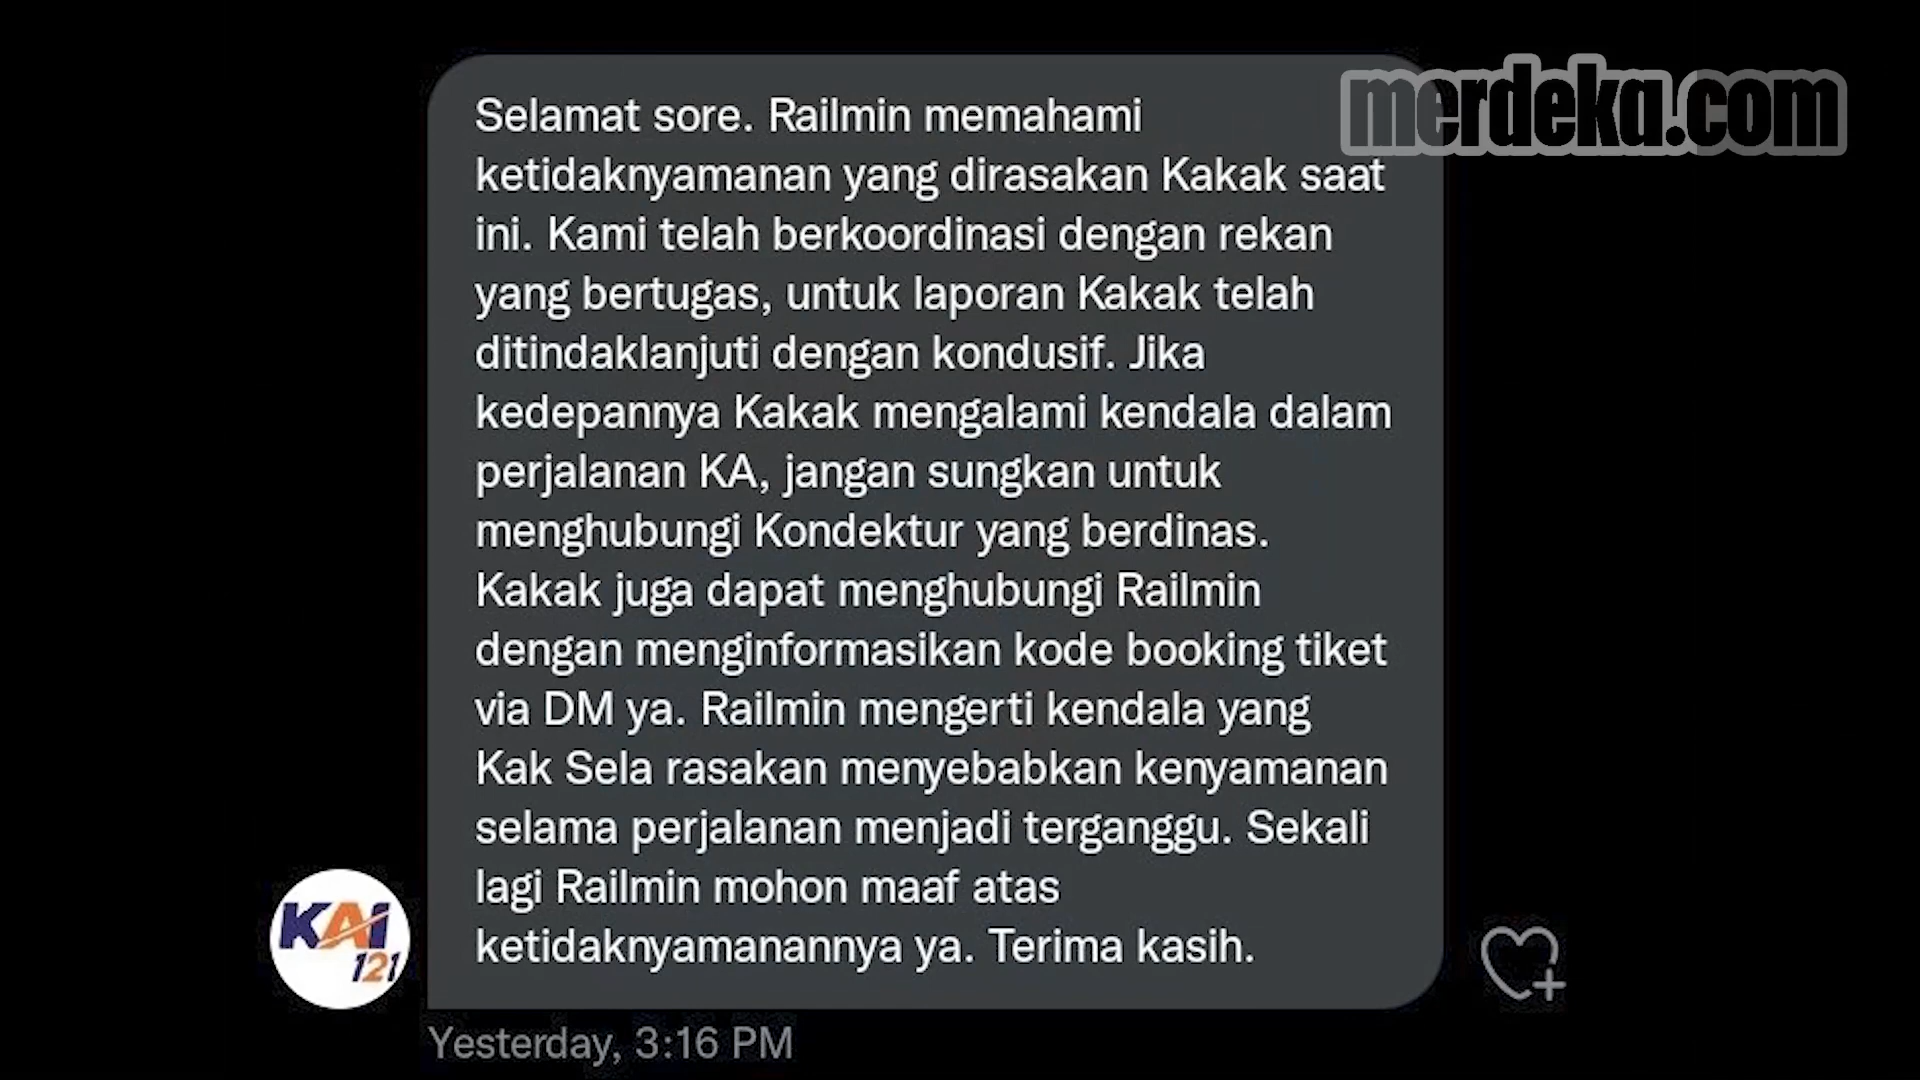 merdeka.com
Selamat sore. Railmin memahami
ketidaknyamanan yang dirasakan Kakak saat
ini. Kami telah berkoordinasi dengan rekan
yang bertugas, untuk laporan Kakak telah
ditindaklanjuti dengan kondusif. Jika
kedepannya Kakak mengalami kendala dalam
perjalanan KA, jangan sungkan untuk
menghubungi Kondektur yang berdinas.
Kakak juga dapat menghubungi Railmin
dengan menginformasikan kode booking tiket
via DM ya. Railmin mengerti kendala yang
Kak Sela rasakan menyebabkan kenyamanan
selama perjalanan menjadi terganggu. Sekali
lagi Railmin mohon maaf atas
ketidaknyamanannya ya. Terima kasih.
KAI
121
Yesterday, 3:16 PM